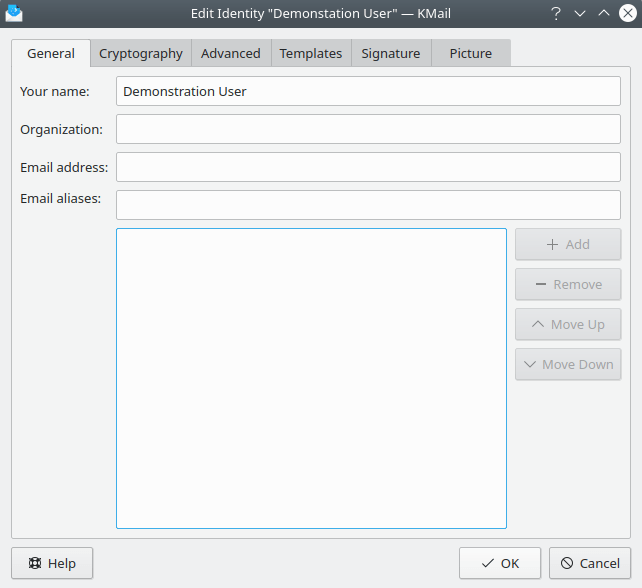 Edit Identity "Demonstation User" — KMail
General Cryptography Advanced Templates Signature Picture
Your name: Demonstration User
Organization:
Email address:
Email aliases:
Add
Remove
Move Up
Move Down
Help OK Cancel